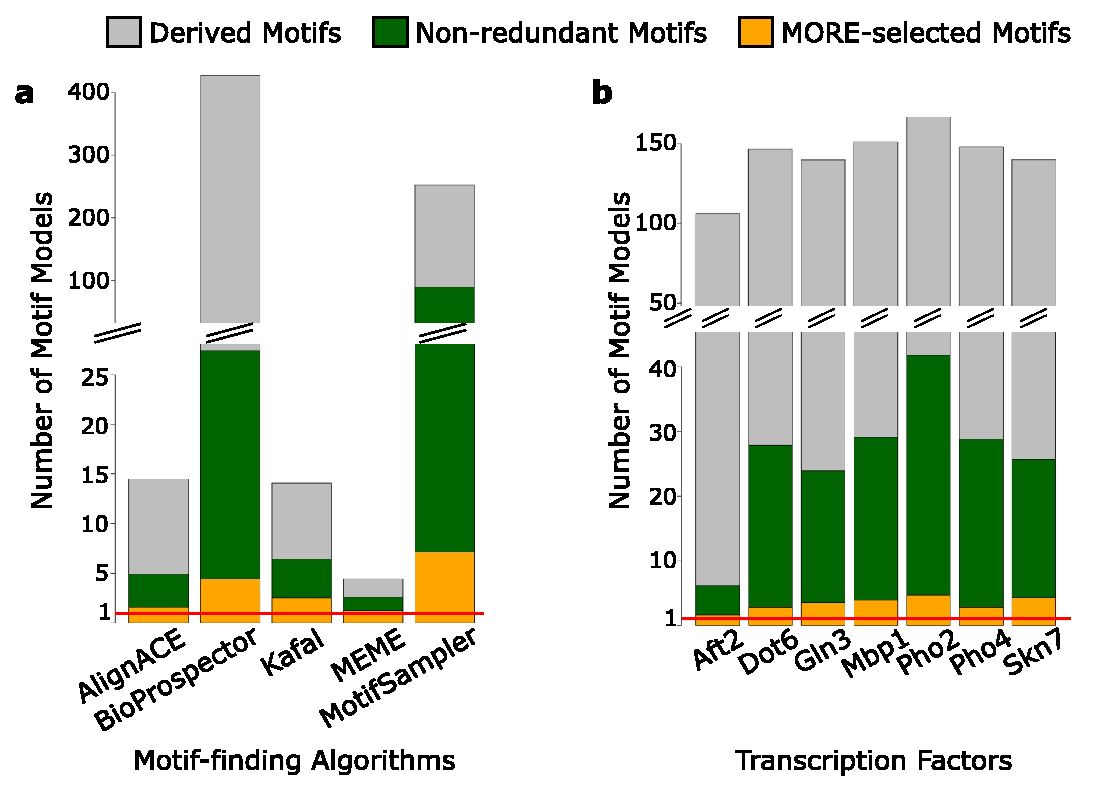 Derived Motifs
Non-redundant Motifs
MORE-selected Motifs
a
Number of Motif Models
400
300
200
100
25
20
15
10
5
1
AlignACE
BioProspector
Kafal
MEME
MotifSampler
Motif-finding Algorithms
b
Number of Motif Models
150
100
50
40
30
20
10
1
Aft2
Dot6
Gln3
Mbp1
Pho2
Pho4
Skn7
Transcription Factors